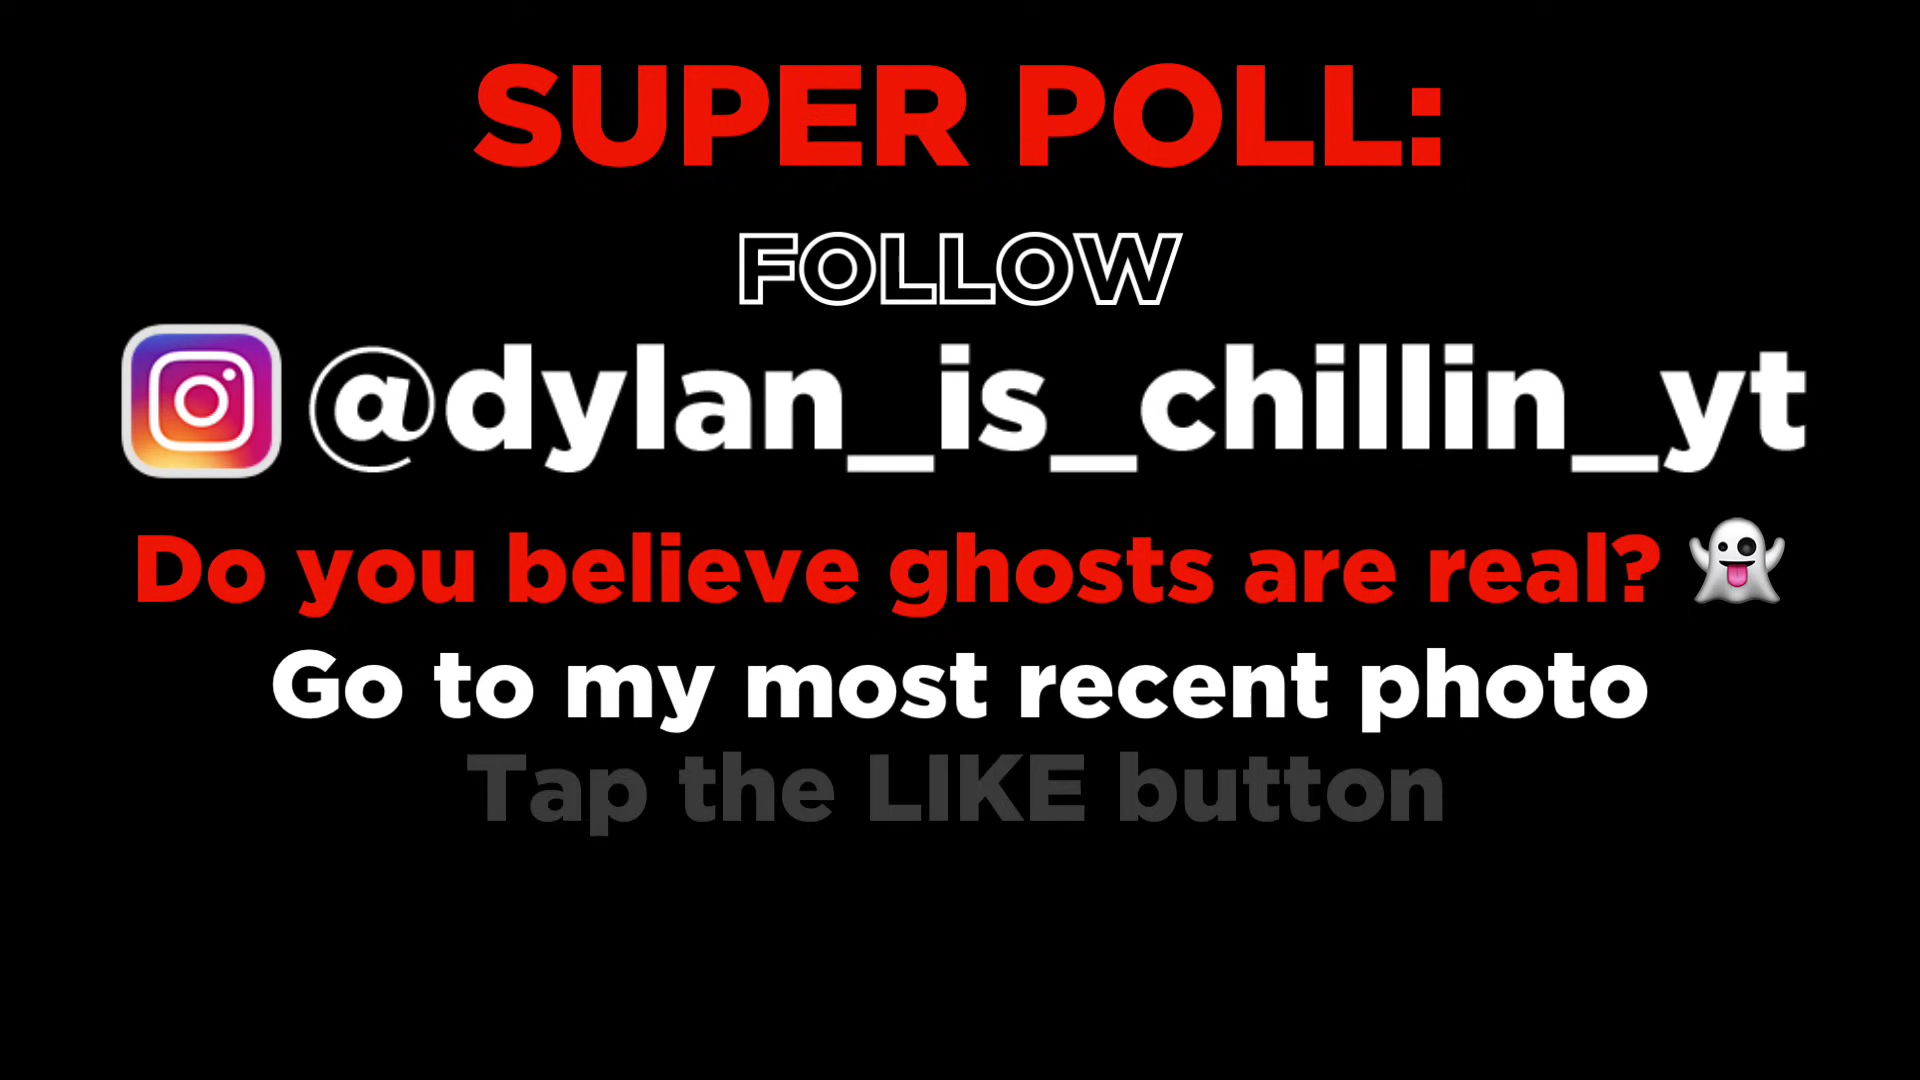 SUPER POLL:
FOLLOW
@dylan_is_chillin_yt
Do you believe ghosts are real? 👻
Go to my most recent photo
Tap the LIKE button